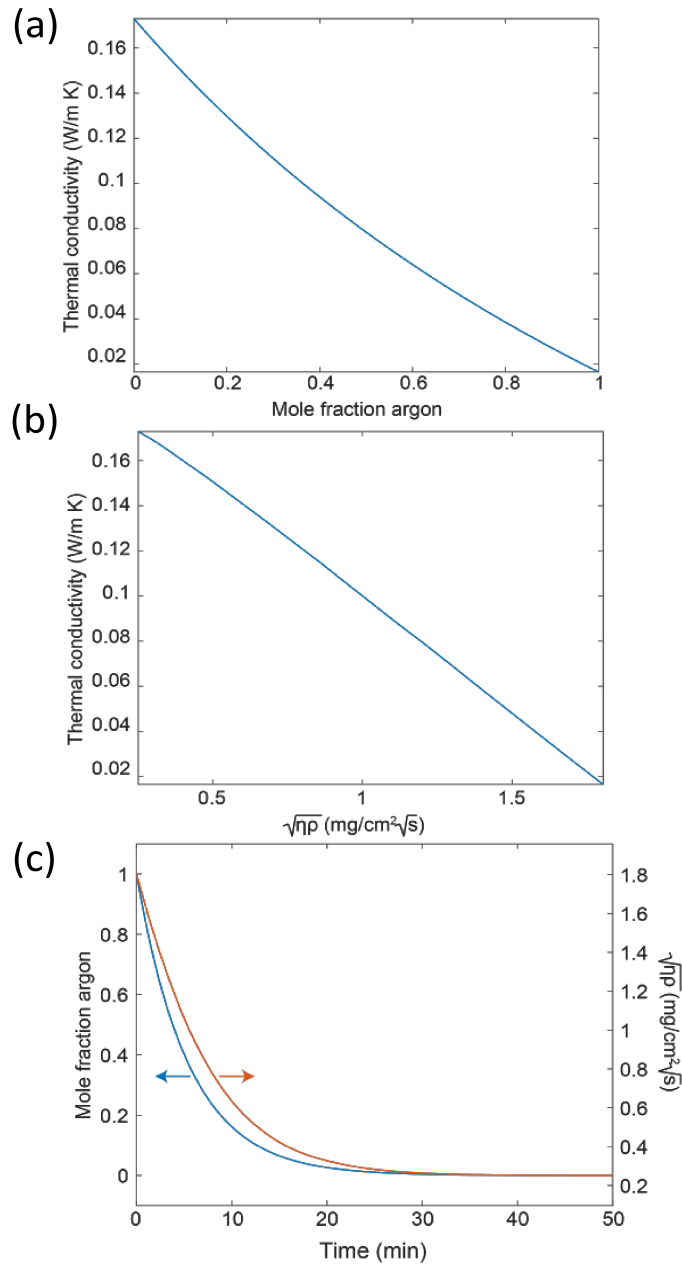 (a)
Thermal conductivity (W/m K)
0.16
0.14
0.12
0.1
0.08
0.06
0.04
0.02
0 0.2 0.4 0.6 0.8 1
Mole fraction argon
(b)
Thermal conductivity (W/m K)
0.16
0.14
0.12
0.1
0.08
0.06
0.04
0.02
0.5 1 1.5
√ηρ (mg/cm²√s)
(c)
Mole fraction argon
1
0.8
0.6
0.4
0.2
0
1.8
1.6
1.4
1.2
1
0.8
0.6
0.4
0.2
√ηρ (mg/cm²√s)
0 10 20 30 40 50
Time (min)